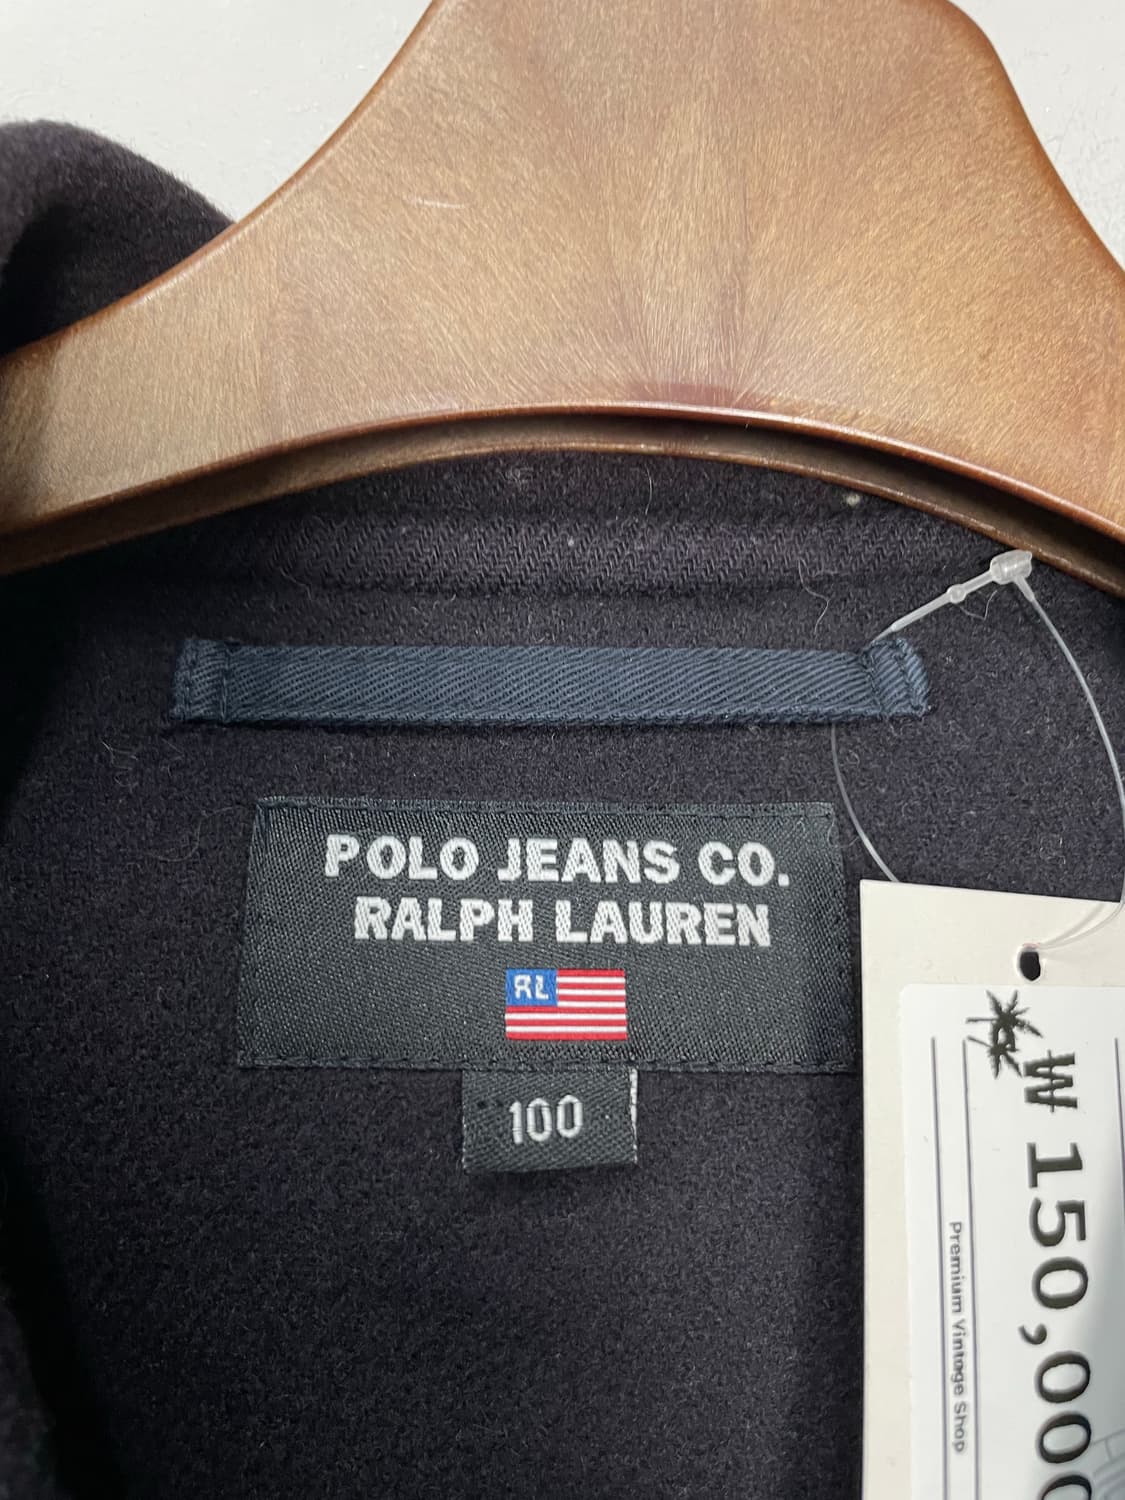 POLO JEANS CO.
RALPH LAUREN
RL
100
₩ 150,000
Premium Vintage Shop